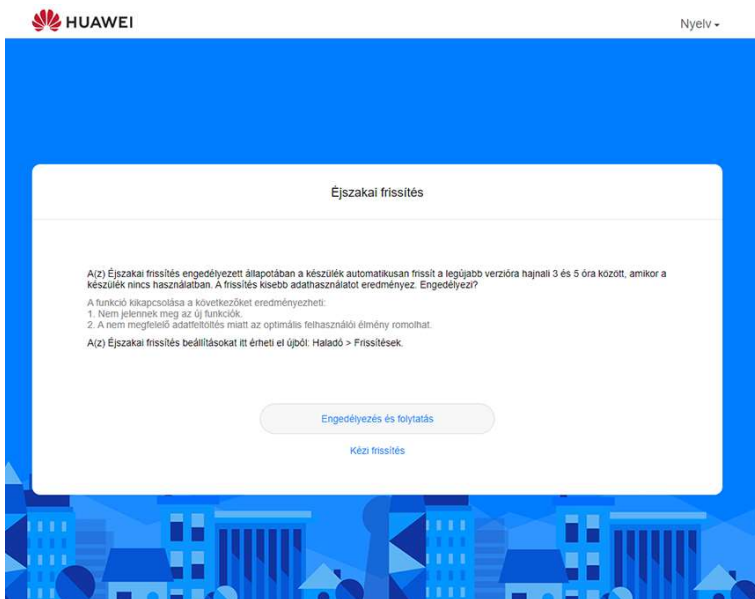 HUAWEI
Nyelv
Éjszakai frissítés
A(z) Éjszakai frissítés engedélyezett állapotában a készülék automatikusan frissít a legújabb verzióra hajnali 3 és 5 óra között, amikor a
készülék nincs használatban. A frissítés kisebb adathasználatot eredményez. Engedélyezi?
A funkció kikapcsolása a következőket eredményezheti:
1. Nem jelennek meg az új funkciók.
2. A nem megfelelő adatfeltöltés miatt az optimális felhasználói élmény romolhat.
A(z) Éjszakai frissítés beállításokat itt érheti el újból: Haladó > Frissítések.
Engedélyezés és folytatás
Kézi frissítés